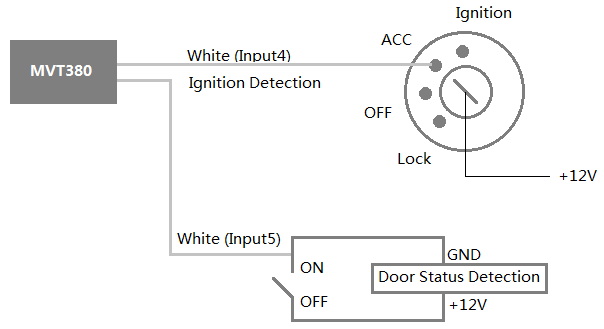 Ignition
ACC
White (Input4)
MVT380
Ignition Detection
OFF
Lock
+12V
White (Input5)
GND
ON
Door Status Detection
OFF
+12V